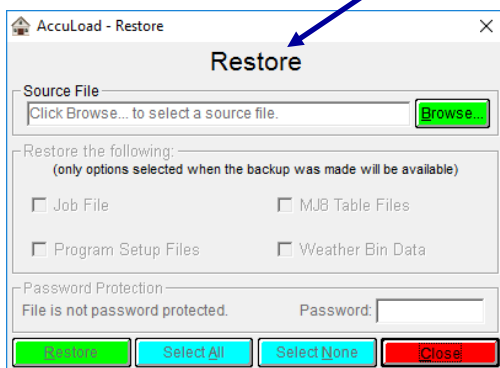 AccuLoad - Restore
Restore
Source File
Click Browse... to select a source file.
Browse...
Restore the following:
(only options selected when the backup was made will be available)
Job File
MJ8 Table Files
Program Setup Files
Weather Bin Data
Password Protection
File is not password protected.
Password:
Restore
Select All
Select None
Close